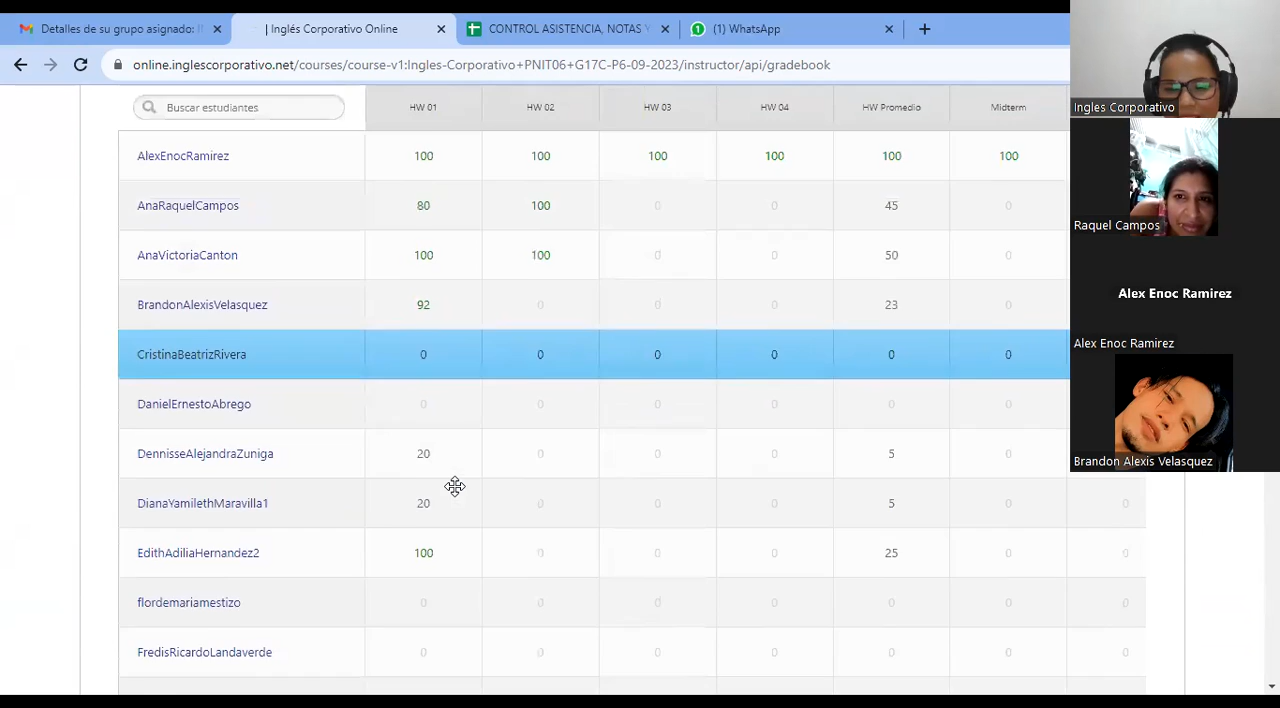 Detalles de su grupo asignado: I
| Inglés Corporativo Online
CONTROL ASISTENCIA, NOTAS Y
(1) WhatsApp
online.inglescorporativo.net/courses/course-v1:Ingles-Corporativo+PNIT06+G17C-P6-09-2023/instructor/api/gradebook
Buscar estudiantes HW 01 HW 02 HW 03 HW 04 HW Promedio Midterm
AlexEnocRamirez 100 100 100 100 100 100
AnaRaquelCampos 80 100 0 0 45 0
AnaVictoriaCanton 100 100 0 0 50 0
BrandonAlexisVelasquez 92 0 0 0 23 0
CristinaBeatrizRivera 0 0 0 0 0 0
DanielErnestoAbrego 0 0 0 0 0 0
DennisseAlejandraZuniga 20 0 0 0 5 0
DianaYamilethMaravilla1 20 0 0 0 5 0 0
EdithAdiliaHernandez2 100 0 0 0 25 0 0
flordemariamestizo 0 0 0 0 0 0 0
FredisRicardoLandaverde 0 0 0 0 0 0 0
Ingles Corporativo
Raquel Campos
Alex Enoc Ramirez
Alex Enoc Ramirez
Brandon Alexis Velasquez